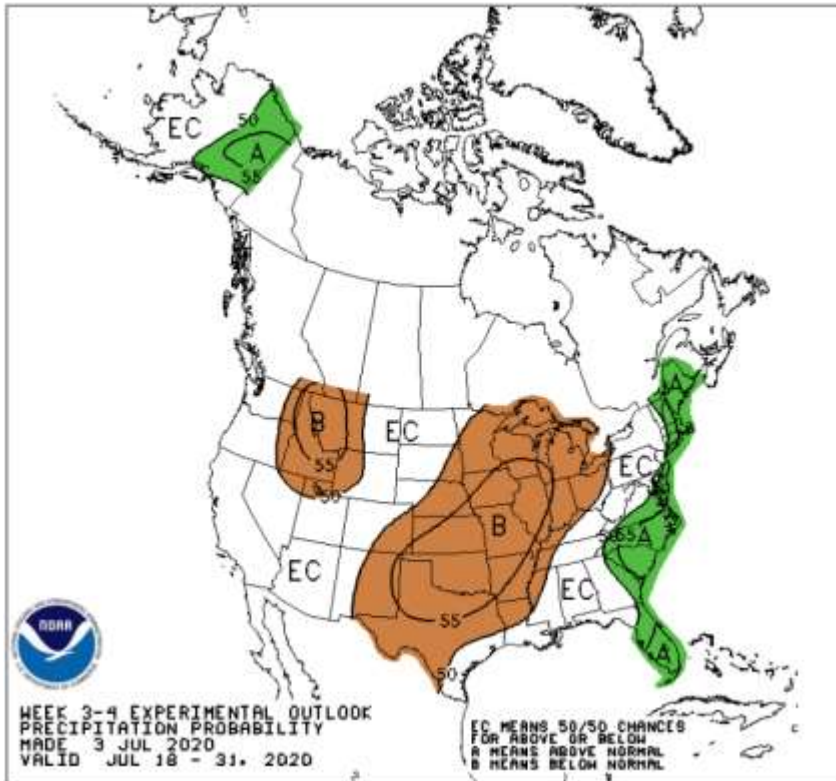 50
EC
A
55
B
EC
55
50
EC
A
EC
50
55
A
B
EC
EC
55
50
A
NOAA
WEEK 3-4 EXPERIMENTAL OUTLOOK
PRECIPITATION PROBABILITY
MADE 3 JUL 2020
VALID JUL 18 - 31, 2020
EC MEANS 50/50 CHANCES
FOR ABOVE OR BELOW
A MEANS ABOVE NORMAL
B MEANS BELOW NORMAL